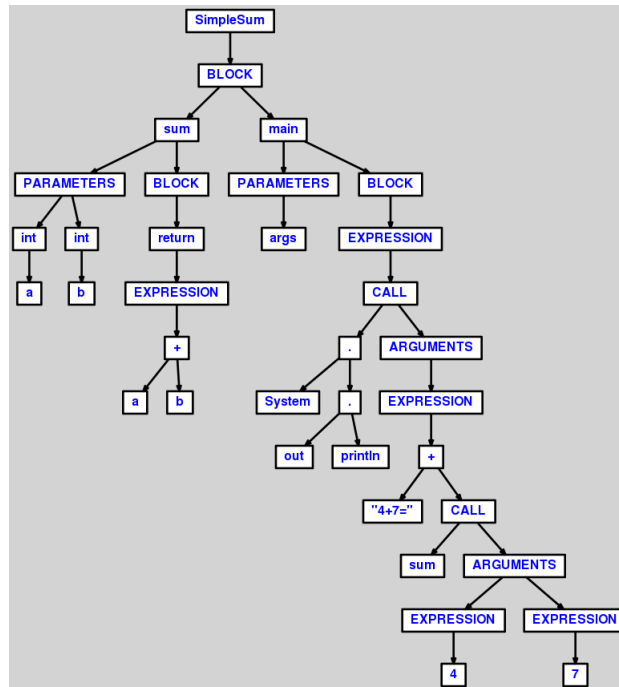 SimpleSum
BLOCK
sum main
PARAMETERS BLOCK PARAMETERS BLOCK
int int return args EXPRESSION
a b EXPRESSION CALL
+ . ARGUMENTS
a b System . EXPRESSION
out println +
"4+7=" CALL
sum ARGUMENTS
EXPRESSION EXPRESSION
4 7